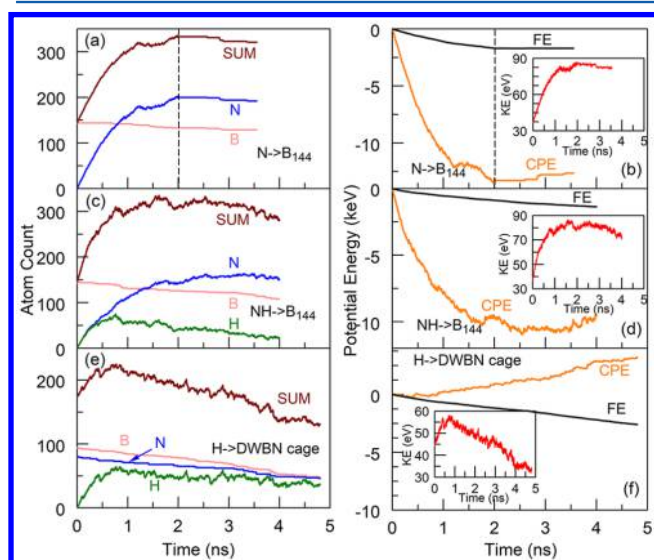 (a)
SUM
N
B
N->B144
300
200
100
0
(b)
FE
CPE
N->B144
KE (eV)
90
60
30
0 1 2 3 4
Time (ns)
0
-5
-10
(c)
SUM
N
B
H
NH->B144
300
200
100
0
Atom Count
(d)
FE
CPE
NH->B144
KE (eV)
90
75
60
45
30
0 1 2 3 4 5
Time (ns)
0
-5
-10
Potential Energy (keV)
(e)
SUM
B
N
H
H->DWBN cage
200
100
0
0 1 2 3 4 5
Time (ns)
(f)
H->DWBN cage
CPE
FE
KE (eV)
60
50
40
30
0 1 2 3 4 5
Time (ns)
0
-5
-10
0 1 2 3 4 5
Time (ns)